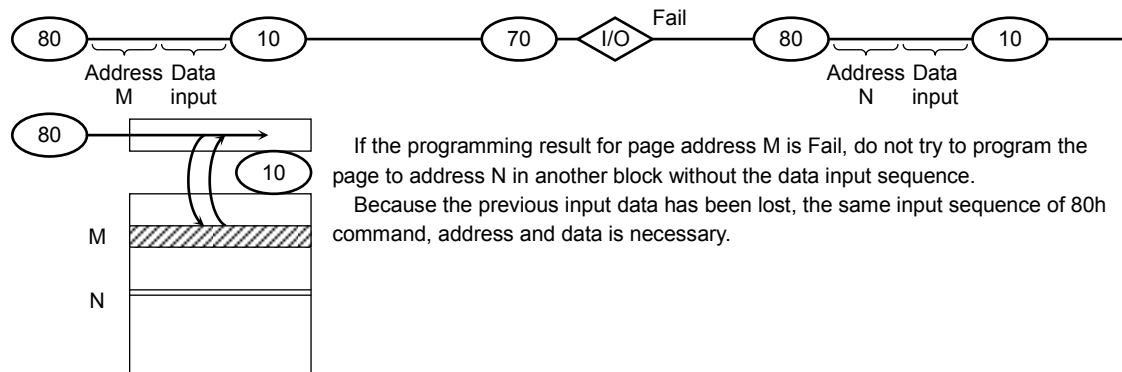 Fail
80 10 70 I/O 80 10
Address Data Address Data
M input N input
80
If the programming result for page address M is Fail, do not try to program the
10
page to address N in another block without the data input sequence.
Because the previous input data has been lost, the same input sequence of 80h
M
command, address and data is necessary.
N